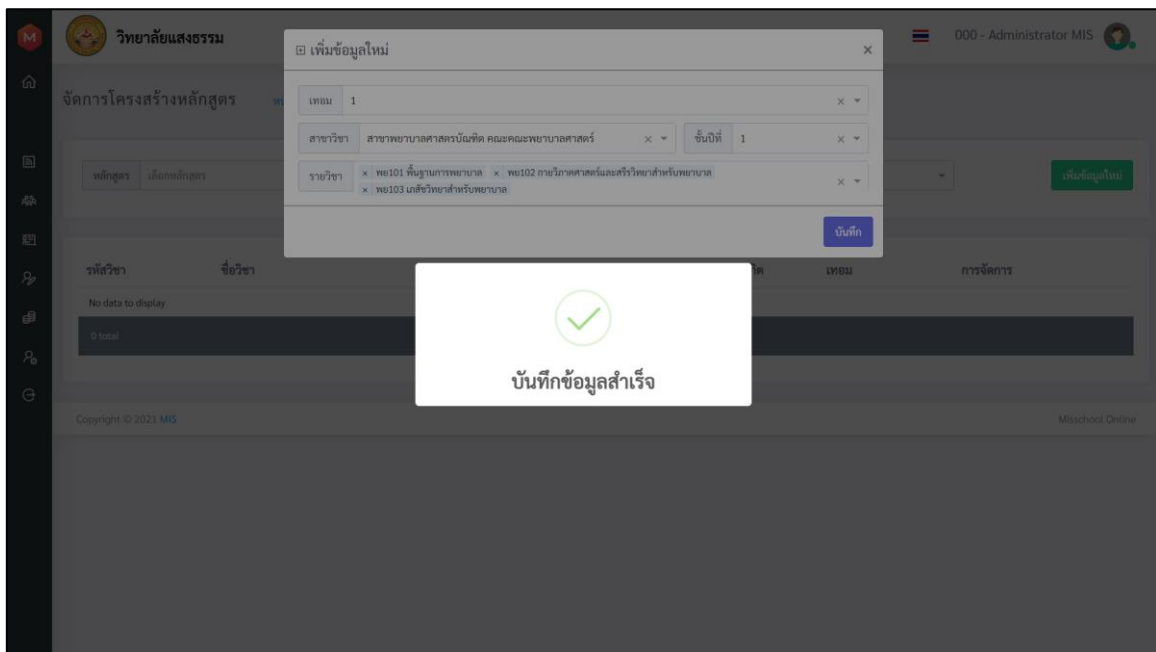 M
วิทยาลัยแสงธรรม
000 - Administrator MIS
เพิ่มข้อมูลใหม่
×
จัดการโครงสร้างหลักสูตร
เทอม 1
สาขาวิชา สาขาพยาบาลศาสตรบัณฑิต คณะคณะพยาบาลศาสตร์ × ชั้นปีที่ 1 ×
รายวิชา × พย101 พื้นฐานการพยาบาล × พย102 กายวิภาคศาสตร์และสรีรวิทยาสำหรับพยาบาล
× พย103 เภสัชวิทยาสำหรับพยาบาล
หลักสูตร เลือกหลักสูตร
เพิ่มข้อมูลใหม่
บันทึก
รหัสวิชา ชื่อวิชา เทอม การจัดการ
No data to display
0 total
บันทึกข้อมูลสำเร็จ
Copyright © 2021 MIS Misschool Online